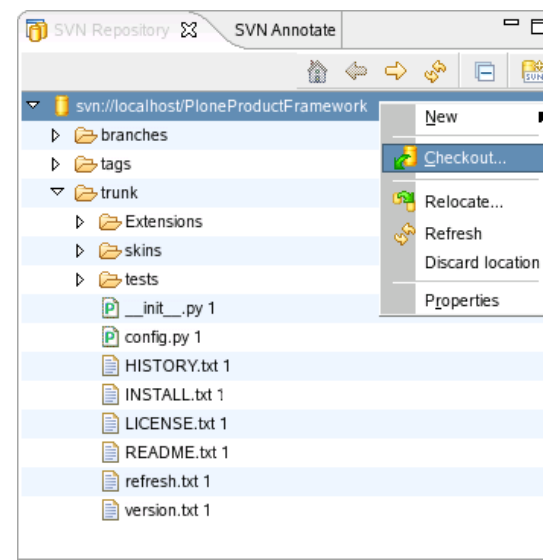 SVN Repository SVN Annotate
SVN
svn://localhost/PloneProductFramework
branches
tags
trunk
Extensions
skins
tests
__init__.py 1
config.py 1
HISTORY.txt 1
INSTALL.txt 1
LICENSE.txt 1
README.txt 1
refresh.txt 1
version.txt 1
New
Checkout...
Relocate...
Refresh
Discard location
Properties